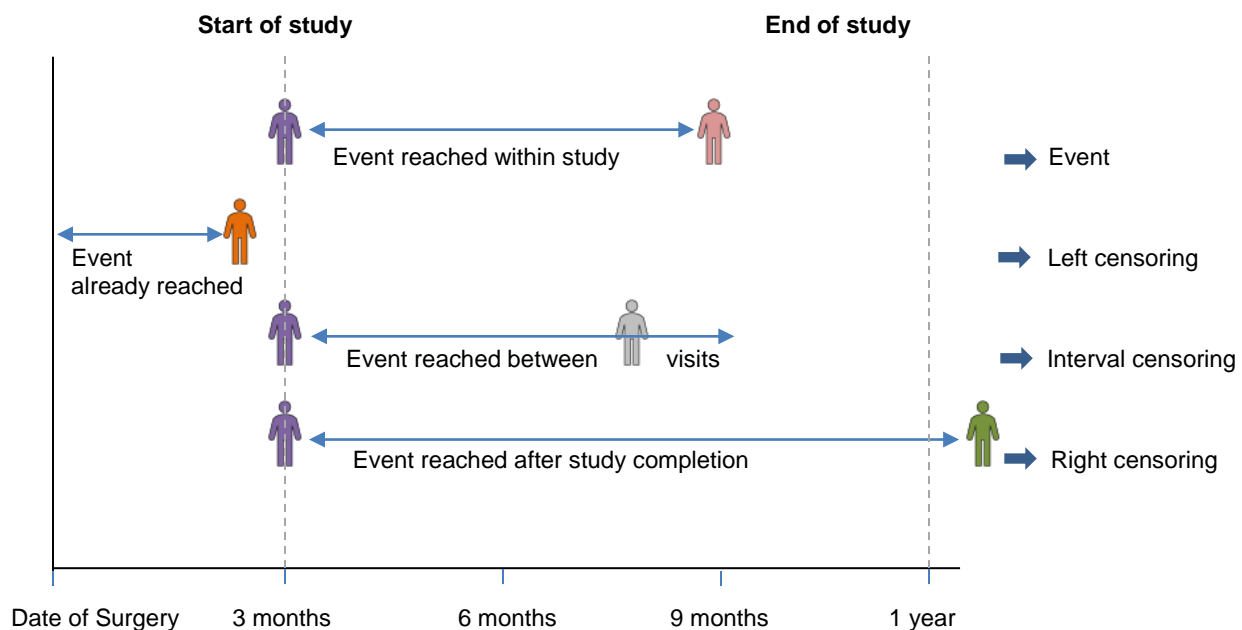 Start of study
End of study
Event reached within study
Event
Event
already reached
Left censoring
Event reached between visits
Interval censoring
Event reached after study completion
Right censoring
Date of Surgery
3 months
6 months
9 months
1 year